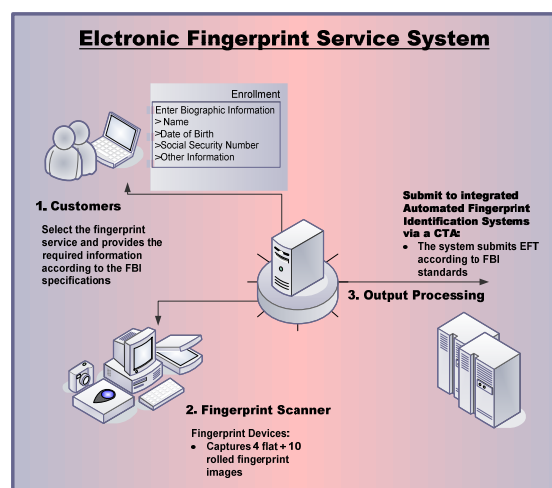 Elctronic Fingerprint Service System
Enrollment
Enter Biographic Information
> Name
>Date of Birth
>Social Security Number
>Other Information
1. Customers
Select the fingerprint
service and provides the
required information
according to the FBI
specifications
Submit to integrated
Automated Fingerprint
Identification Systems
via a CTA:
• The system submits EFT
according to FBI
standards
3. Output Processing
2. Fingerprint Scanner
Fingerprint Devices:
• Captures 4 flat + 10
rolled fingerprint
images